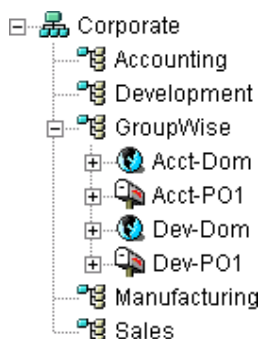 Corporate
Accounting
Development
GroupWise
Acct-Dom
Acct-PO1
Dev-Dom
Dev-PO1
Manufacturing
Sales